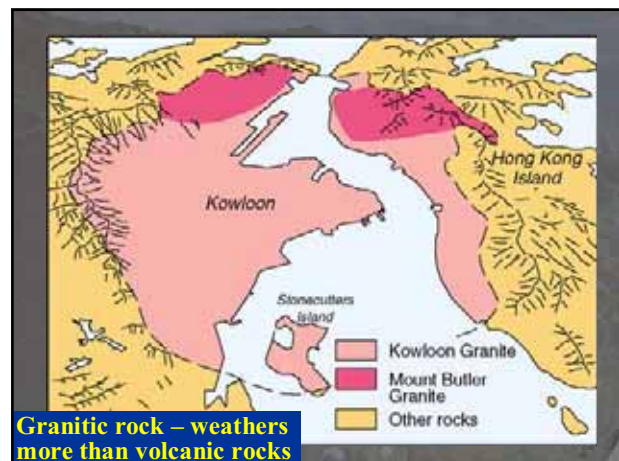 Hong Kong
Island
Kowloon
Stonecutters
Island
Kowloon Granite
Mount Butler
Granite
Other rocks
Granitic rock – weathers
more than volcanic rocks